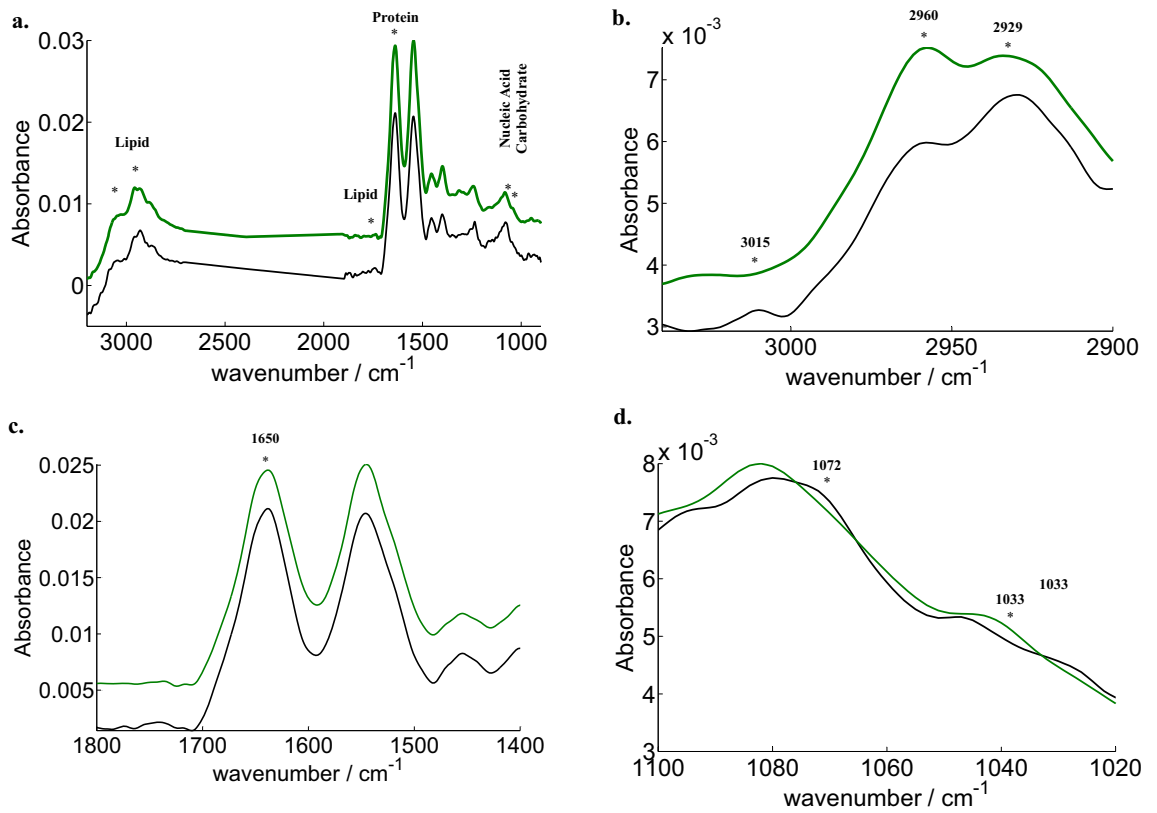 a.
Protein
*
0.03
0.02
0.01
0
Absorbance
Lipid
* *
Lipid
*
Nucleic Acid
Carbohydrate
* *
3000 2500 2000 1500 1000
wavenumber / cm-1
b.
x 10-3
2960
*
2929
*
3015
*
7
6
5
4
3
Absorbance
3000 2950 2900
wavenumber / cm-1
c.
1650
*
0.025
0.02
0.015
0.01
0.005
Absorbance
1800 1700 1600 1500 1400
wavenumber / cm-1
d.
x 10-3
1072
*
1033 1033
*
8
7
6
5
4
3
Absorbance
1100 1080 1060 1040 1020
wavenumber / cm-1